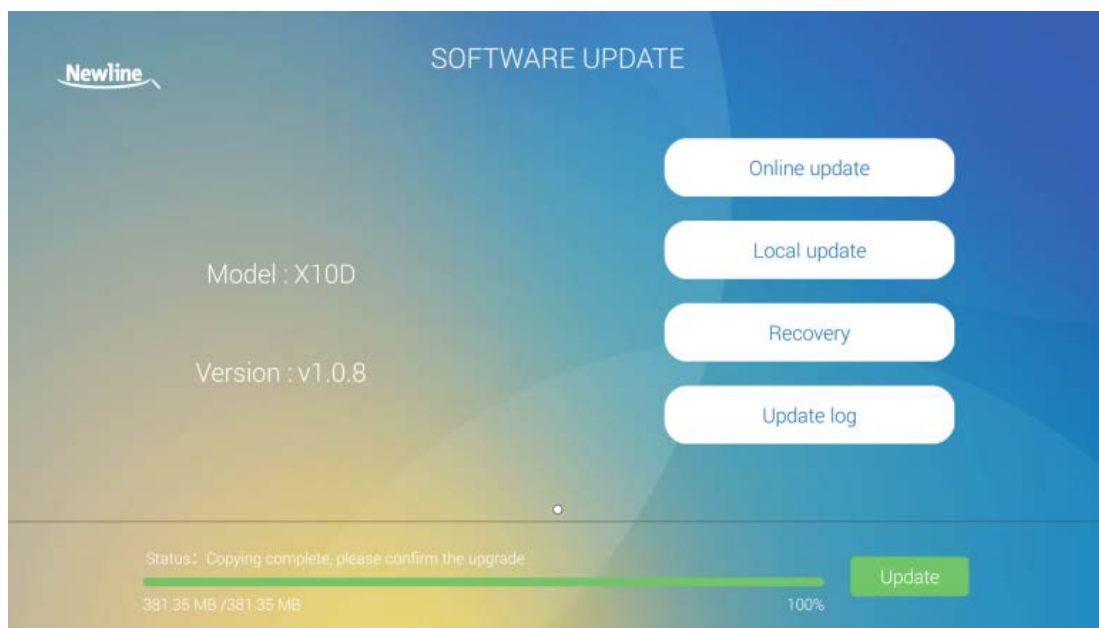 Newline
SOFTWARE UPDATE
Online update
Local update
Model : X10D
Recovery
Version : v1.0.8
Update log
Status： Copying complete, please confirm the upgrade
Update
381.35 MB /381.35 MB 100%